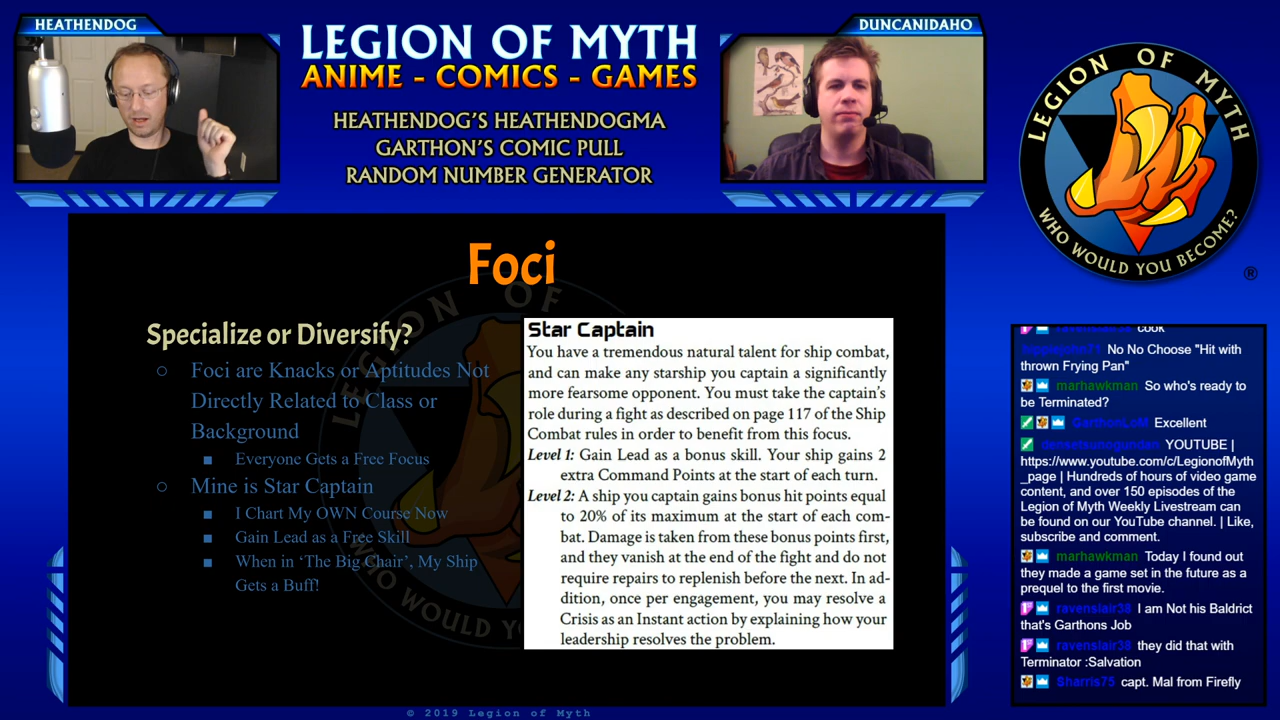 HEATHENDOG
LEGION OF MYTH
ANIME - COMICS - GAMES
HEATHENDOG'S HEATHENDOGMA
GARTHON'S COMIC PULL
RANDOM NUMBER GENERATOR
DUNCANIDAHO
LEGION OF MYTH
WHO WOULD YOU BECOME?
®
Foci
Specialize or Diversify?
○ Foci are Knacks or Aptitudes Not
Directly Related to Class or
Background
■ Everyone Gets a Free Focus
○ Mine is Star Captain
■ I Chart My OWN Course Now
■ Gain Lead as a Free Skill
■ When in ‘The Big Chair’, My Ship
Gets a Buff!
Star Captain
You have a tremendous natural talent for ship combat,
and can make any starship you captain a significantly
more fearsome opponent. You must take the captain's
role during a fight as described on page 117 of the Ship
Combat rules in order to benefit from this focus.
Level 1: Gain Lead as a bonus skill. Your ship gains 2
extra Command Points at the start of each turn.
Level 2: A ship you captain gains bonus hit points equal
to 20% of its maximum at the start of each com-
bat. Damage is taken from these bonus points first,
and they vanish at the end of the fight and do not
require repairs to replenish before the next. In ad-
dition, once per engagement, you may resolve a
Crisis as an Instant action by explaining how your
leadership resolves the problem.
ravenslair38 cook
No No Choose "Hit with
thrown Frying Pan"
marhawkman So who's ready to
be Terminated?
GarthonLoM Excellent
densetsunogundan YOUTUBE |
https://www.youtube.com/c/LegionofMyth
_page | Hundreds of hours of video game
content, and over 150 episodes of the
Legion of Myth Weekly Livestream can
be found on our YouTube channel. | Like,
subscribe and comment.
marhawkman Today I found out
they made a game set in the future as a
prequel to the first movie.
ravenslair38 I am Not his Baldrict
that's Garthons Job
ravenslair38 they did that with
Terminator :Salvation
Sharris75 capt. Mal from Firefly
© 2019 Legion of Myth